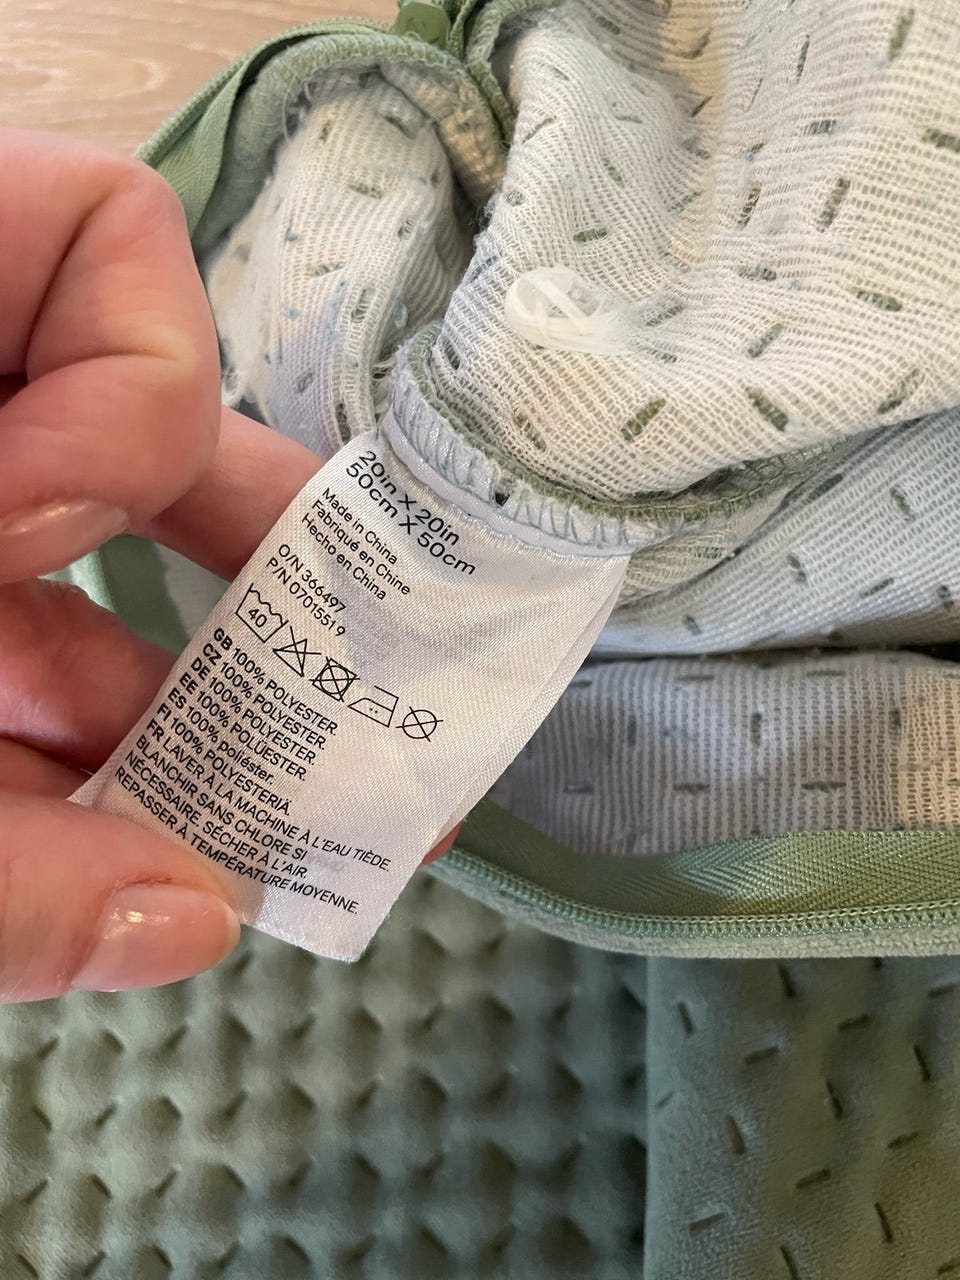 20in X 20in
50cm X 50cm
Made in China
Fabriqué en Chine
Hecho en China
O/N 366497
P/N 07015519
40
GB 100% POLYESTER
CZ 100% POLYESTER
DE 100% POLYESTER.
EE 100% POLÜESTER.
ES 100% poliéster.
FI 100% POLYESTERIÄ.
FR LAVER À LA MACHINE À L'EAU TIÈDE.
BLANCHIR SANS CHLORE SI
NÉCESSAIRE. SÉCHER À L'AIR.
REPASSER À TEMPÉRATURE MOYENNE.